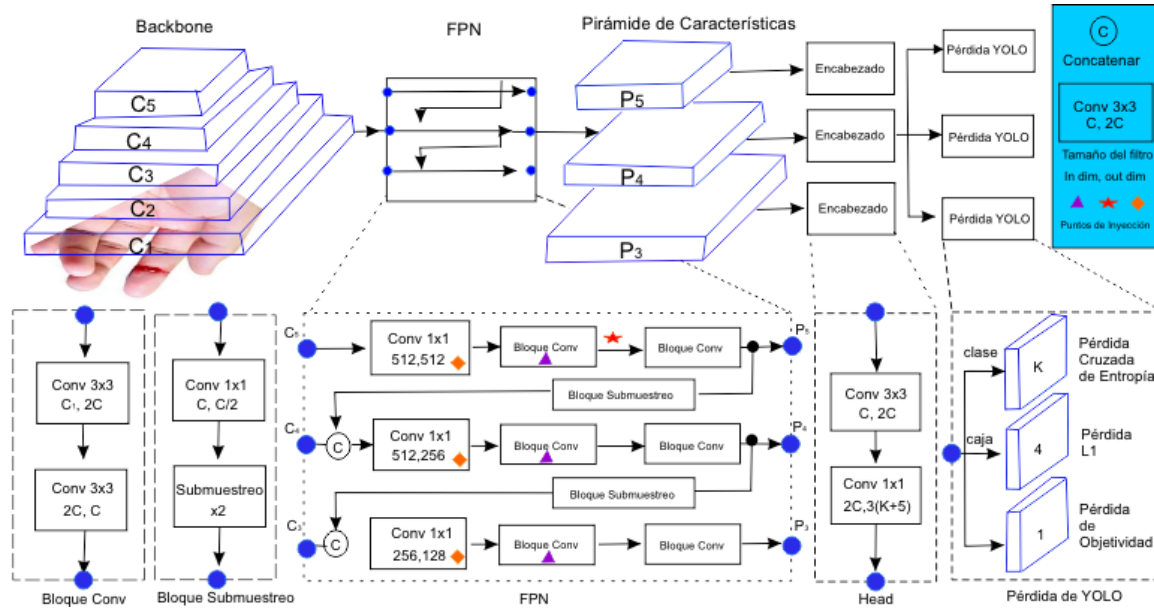 Backbone
FPN
Pirámide de Características
C5
C4
C3
C2
C1
P5
P4
P3
Encabezado
Encabezado
Encabezado
Pérdida YOLO
Pérdida YOLO
Pérdida YOLO
C
Concatenar
Conv 3x3
C, 2C
Tamaño del filtro
In dim, out dim
Puntos de Inyección
Conv 3x3
C₁, 2C
Conv 3x3
2C, C
Bloque Conv
Conv 1x1
C, C/2
Submuestreo
x2
Bloque Submuestreo
C₅
Conv 1x1
512,512
Bloque Conv
Bloque Conv
P₅
Bloque Submuestreo
C₄
C
Conv 1x1
512,256
Bloque Conv
Bloque Conv
P₄
Bloque Submuestreo
C₃
C
Conv 1x1
256,128
Bloque Conv
Bloque Conv
P₃
FPN
Conv 3x3
C, 2C
Conv 1x1
2C,3(K+5)
Head
clase
K
Pérdida
Cruzada
de Entropía
caja
4
Pérdida
L1
1
Pérdida
de
Objetividad
Pérdida de YOLO